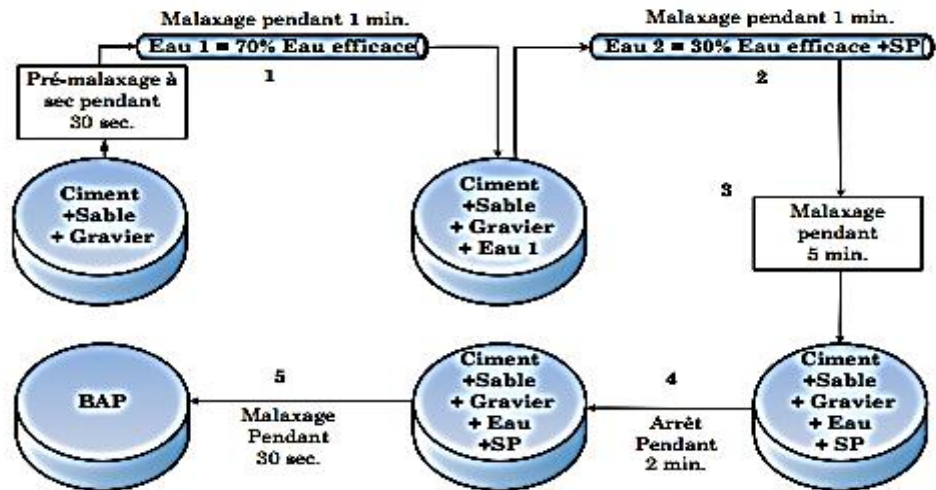 Malaxage pendant 1 min.
Eau 1 = 70% Eau efficace
1
Pré-malaxage à
sec pendant
30 sec.
Ciment
+Sable
+ Gravier
Ciment
+Sable
+ Gravier
+ Eau 1
Malaxage pendant 1 min.
Eau 2 = 30% Eau efficace +SP
2
3
Malaxage
pendant
5 min.
Ciment
+Sable
+ Gravier
+ Eau
+ SP
4
Arrêt
Pendant
2 min.
Ciment
+Sable
+ Gravier
+ Eau
+SP
5
Malaxage
Pendant
30 sec.
BAP